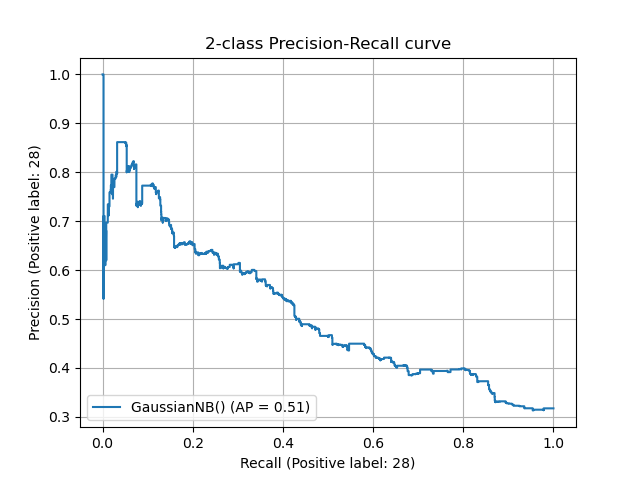 2-class Precision-Recall curve
Precision (Positive label: 28)
1.0
0.9
0.8
0.7
0.6
0.5
0.4
0.3
GaussianNB() (AP = 0.51)
0.0 0.2 0.4 0.6 0.8 1.0
Recall (Positive label: 28)